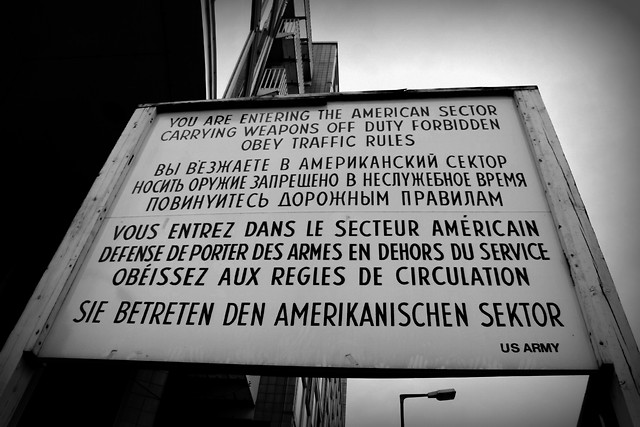 YOU ARE ENTERING THE AMERICAN SECTOR
CARRYING WEAPONS OFF DUTY FORBIDDEN
OBEY TRAFFIC RULES
ВЫ ВЪЕЗЖАЕТЕ В АМЕРИКАНСКИЙ СЕКТОР
НОСИТЬ ОРУЖИЕ ЗАПРЕЩЕНО В НЕСЛУЖЕБНОЕ ВРЕМЯ
ПОВИНУЙТЕСЬ ДОРОЖНЫМ ПРАВИЛАМ
VOUS ENTREZ DANS LE SECTEUR AMÉRICAIN
DÉFENSE DE PORTER DES ARMES EN DEHORS DU SERVICE
OBÉISSEZ AUX RÈGLES DE CIRCULATION
SIE BETRETEN DEN AMERIKANISCHEN SEKTOR
US ARMY